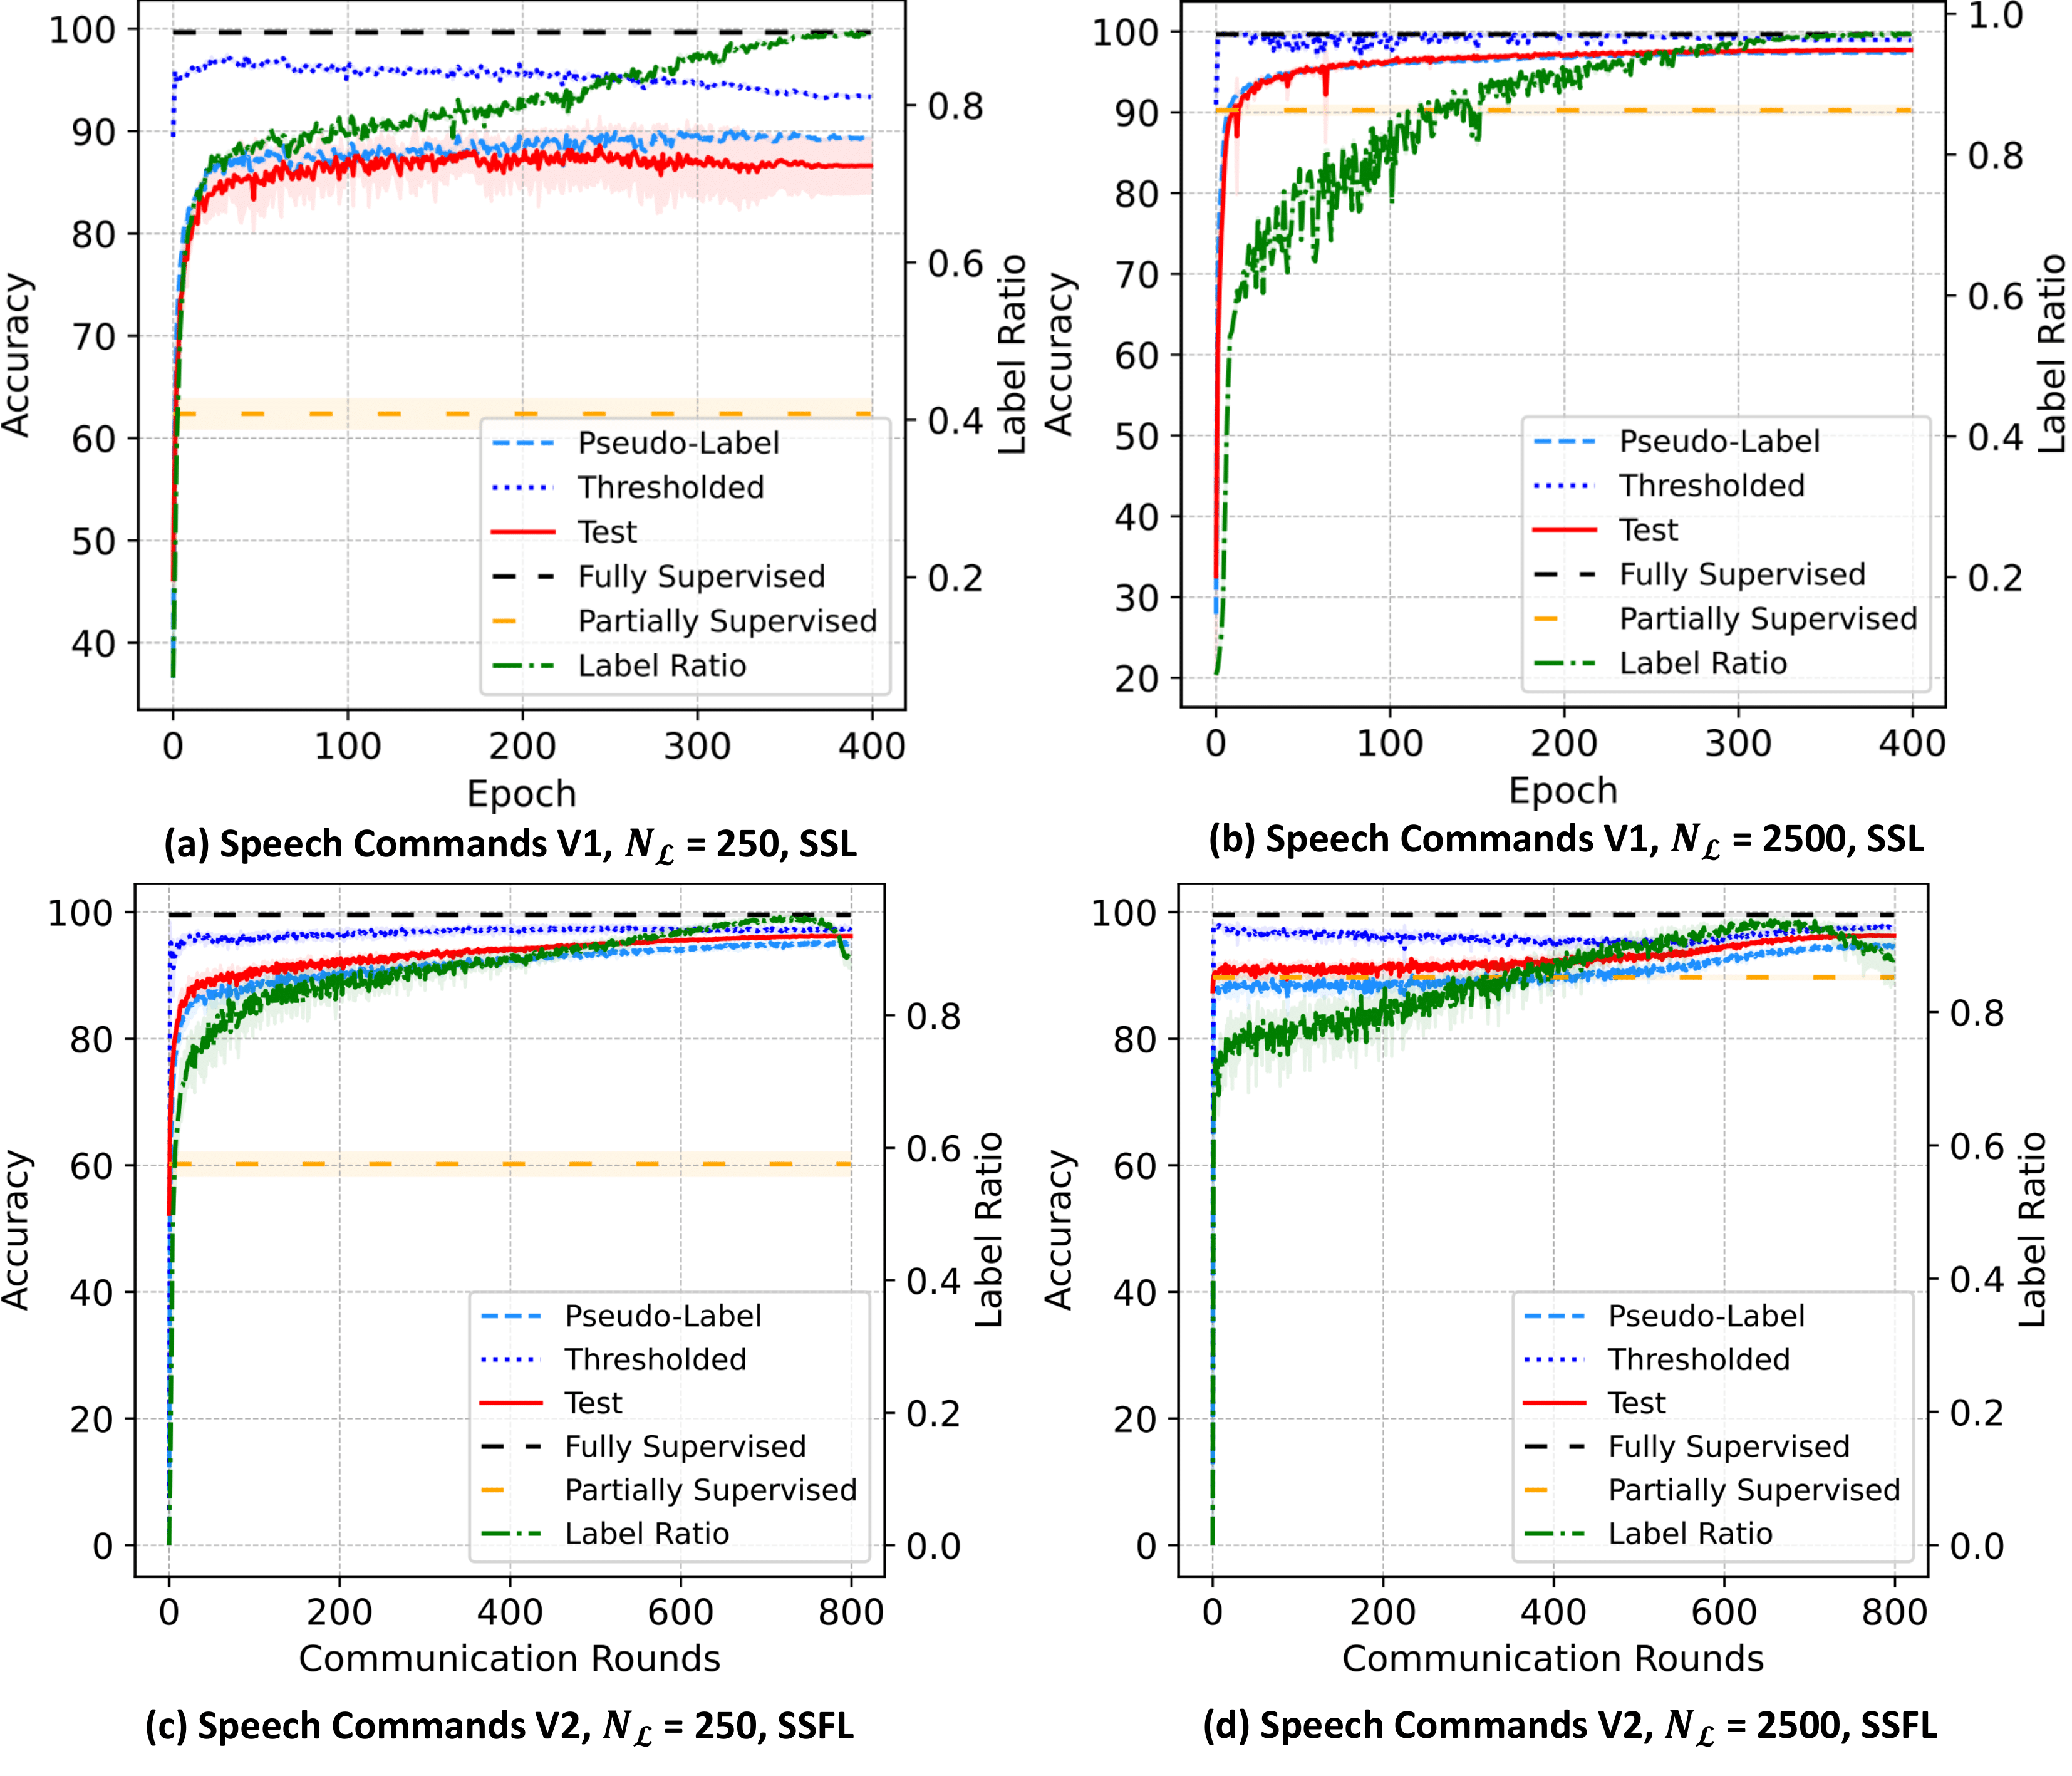 100
90
80
70
60
50
40
0.8
0.6
0.4
0.2
Accuracy
Label Ratio
Pseudo-Label
Thresholded
Test
Fully Supervised
Partially Supervised
Label Ratio
0 100 200 300 400
Epoch
(a) Speech Commands V1, N_ℒ = 250, SSL
100
90
80
70
60
50
40
30
20
1.0
0.8
0.6
0.4
0.2
Accuracy
Label Ratio
Pseudo-Label
Thresholded
Test
Fully Supervised
Partially Supervised
Label Ratio
0 100 200 300 400
Epoch
(b) Speech Commands V1, N_ℒ = 2500, SSL
100
80
60
40
20
0
0.8
0.6
0.4
0.2
0.0
Accuracy
Label Ratio
Pseudo-Label
Thresholded
Test
Fully Supervised
Partially Supervised
Label Ratio
0 200 400 600 800
Communication Rounds
(c) Speech Commands V2, N_ℒ = 250, SSFL
100
80
60
40
20
0
0.8
0.6
0.4
0.2
0.0
Accuracy
Label Ratio
Pseudo-Label
Thresholded
Test
Fully Supervised
Partially Supervised
Label Ratio
0 200 400 600 800
Communication Rounds
(d) Speech Commands V2, N_ℒ = 2500, SSFL